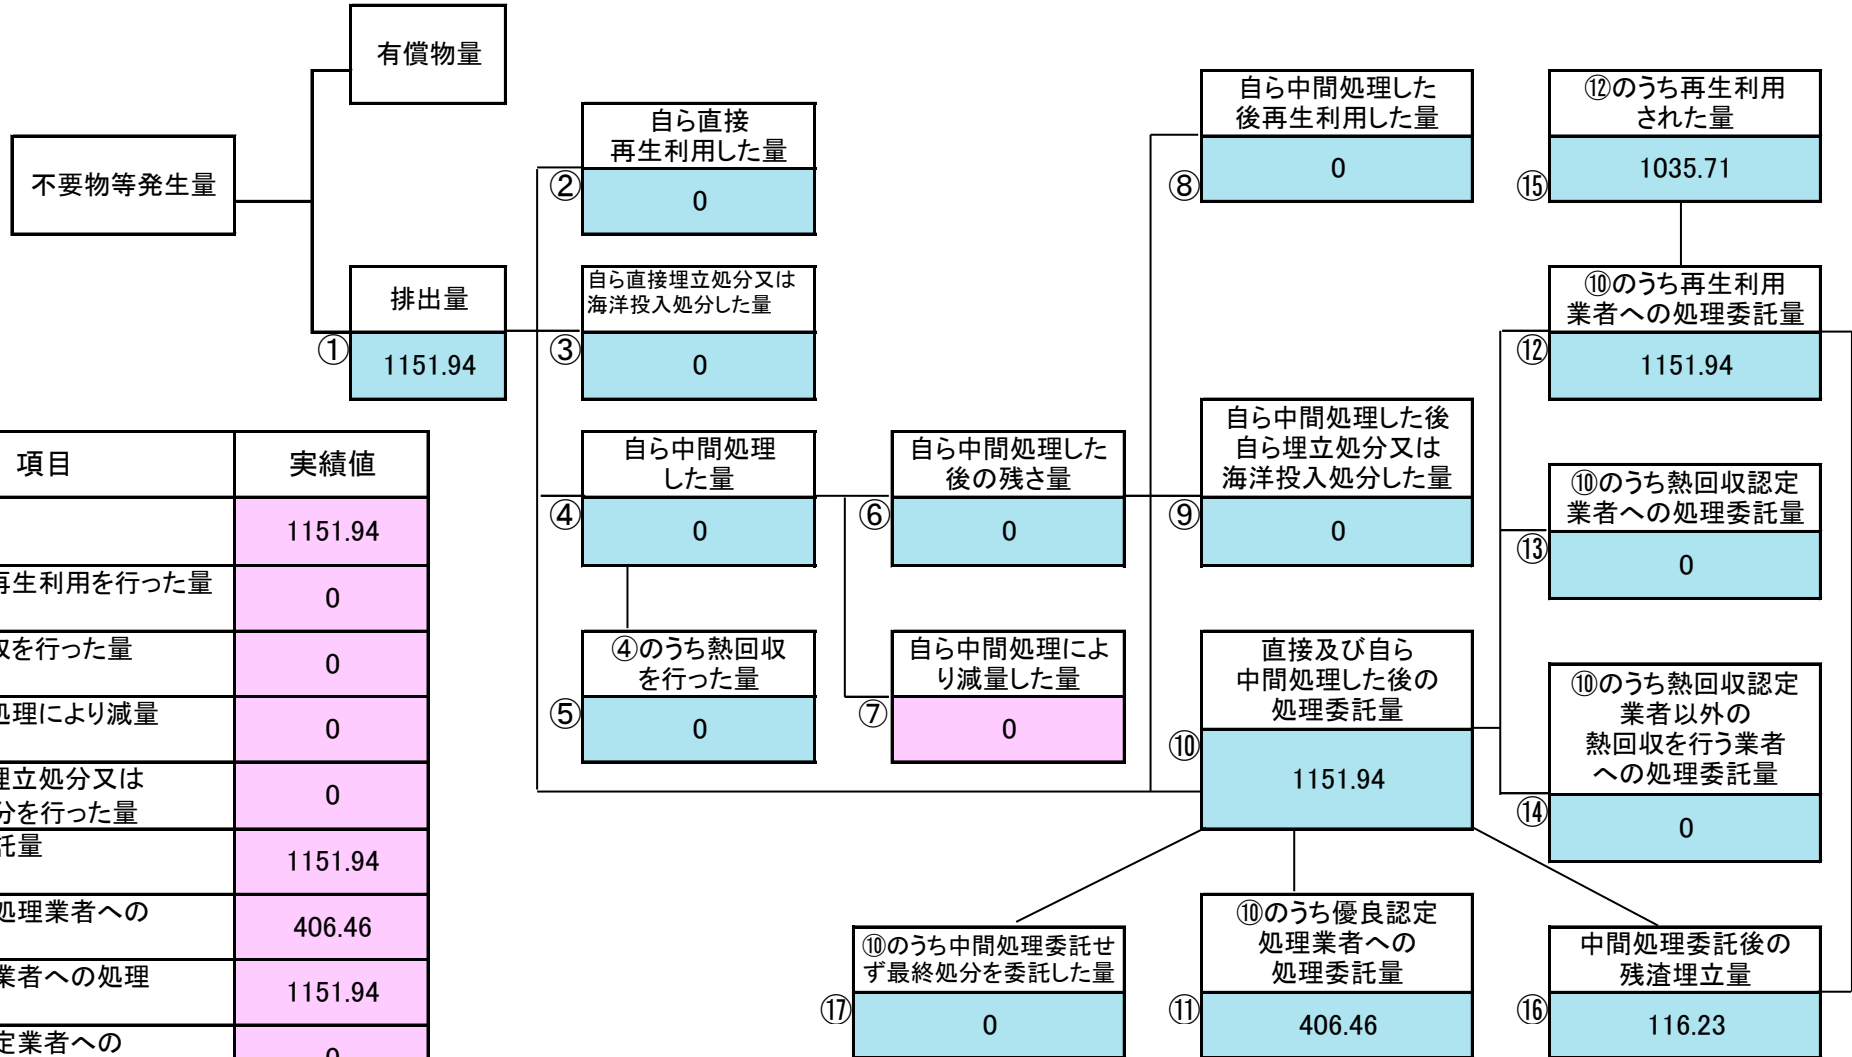 有償物量
不要物等発生量
排出量
①
1151.94
自ら直接
再生利用した量
②
0
自ら直接埋立処分又は
海洋投入処分した量
③
0
自ら中間処理
した量
④
0
④のうち熱回収
を行った量
⑤
0
自ら中間処理した
後の残さ量
⑥
0
自ら中間処理によ
り減量した量
⑦
0
自ら中間処理した
後再生利用した量
⑧
0
自ら中間処理した後
自ら埋立処分又は
海洋投入処分した量
⑨
0
直接及び自ら
中間処理した後の
処理委託量
⑩
1151.94
⑩のうち中間処理委託せ
ず最終処分を委託した量
⑰
0
⑩のうち優良認定
処理業者への
処理委託量
⑪
406.46
中間処理委託後の
残渣埋立量
⑯
116.23
⑫のうち再生利用
された量
⑮
1035.71
⑩のうち再生利用
業者への処理委託量
⑫
1151.94
⑩のうち熱回収認定
業者への処理委託量
⑬
0
⑩のうち熱回収認定
業者以外の
熱回収を行う業者
への処理委託量
⑭
0
項目 実績値
1151.94
再生利用を行った量 0
を行った量 0
処理により減量 0
埋立処分又は
分を行った量 0
託量 1151.94
処理業者への 406.46
業者への処理 1151.94
定業者への 0